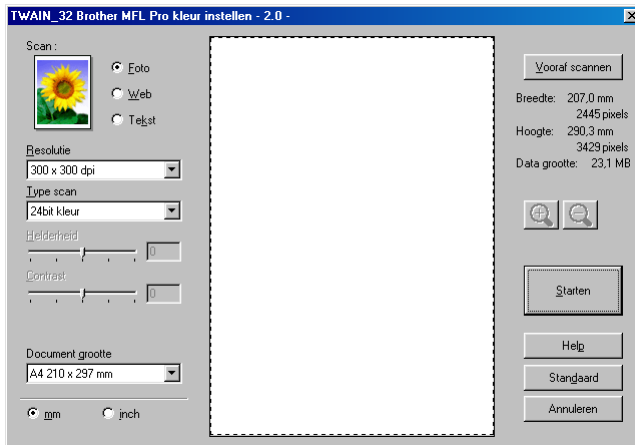 TWAIN_32 Brother MFL Pro kleur instellen - 2.0 -
Scan :
Foto
Web
Tekst
Resolutie
300 x 300 dpi
Type scan
24bit kleur
Helderheid
0
Contrast
0
Document grootte
A4 210 x 297 mm
mm
inch
Vooraf scannen
Breedte: 207,0 mm
2445 pixels
Hoogte: 290,3 mm
3429 pixels
Data grootte: 23,1 MB
Starten
Help
Standaard
Annuleren